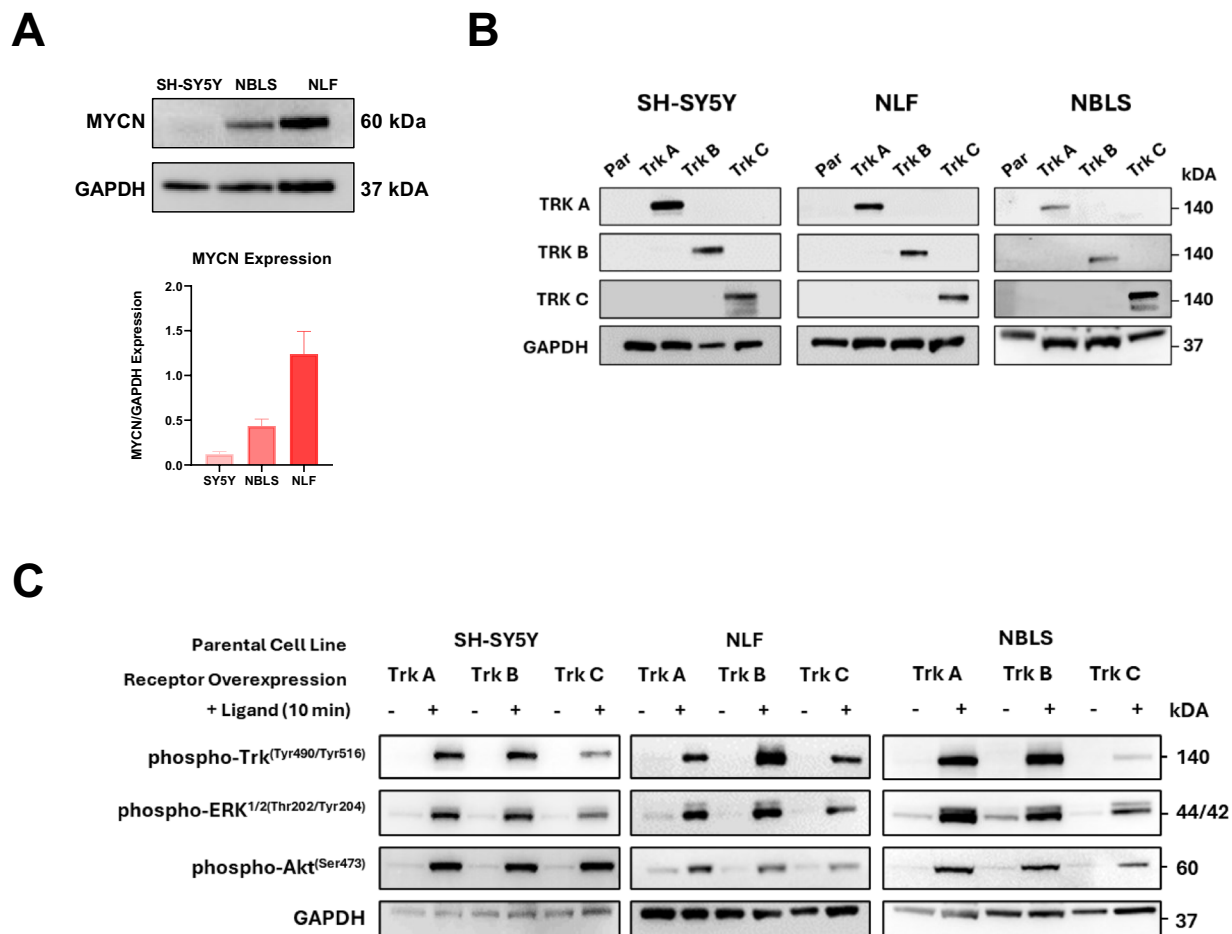 A
SH-SY5Y NBLS NLF
MYCN 60 kDa
GAPDH 37 kDA
MYCN Expression
MYCN/GAPDH Expression
2.0
1.5
1.0
0.5
0.0
SY5Y NBLS NLF
B
SH-SY5Y NLF NBLS
Par Trk A Trk B Trk C Par Trk A Trk B Trk C Par Trk A Trk B Trk C
kDA
TRK A 140
TRK B 140
TRK C 140
GAPDH 37
C
Parental Cell Line SH-SY5Y NLF NBLS
Receptor Overexpression Trk A Trk B Trk C Trk A Trk B Trk C Trk A Trk B Trk C
+ Ligand (10 min) - + - + - + - + - + - + - + - + - + kDA
phospho-Trk(Tyr490/Tyr516) 140
phospho-ERK1/2(Thr202/Tyr204) 44/42
phospho-Akt(Ser473) 60
GAPDH 37